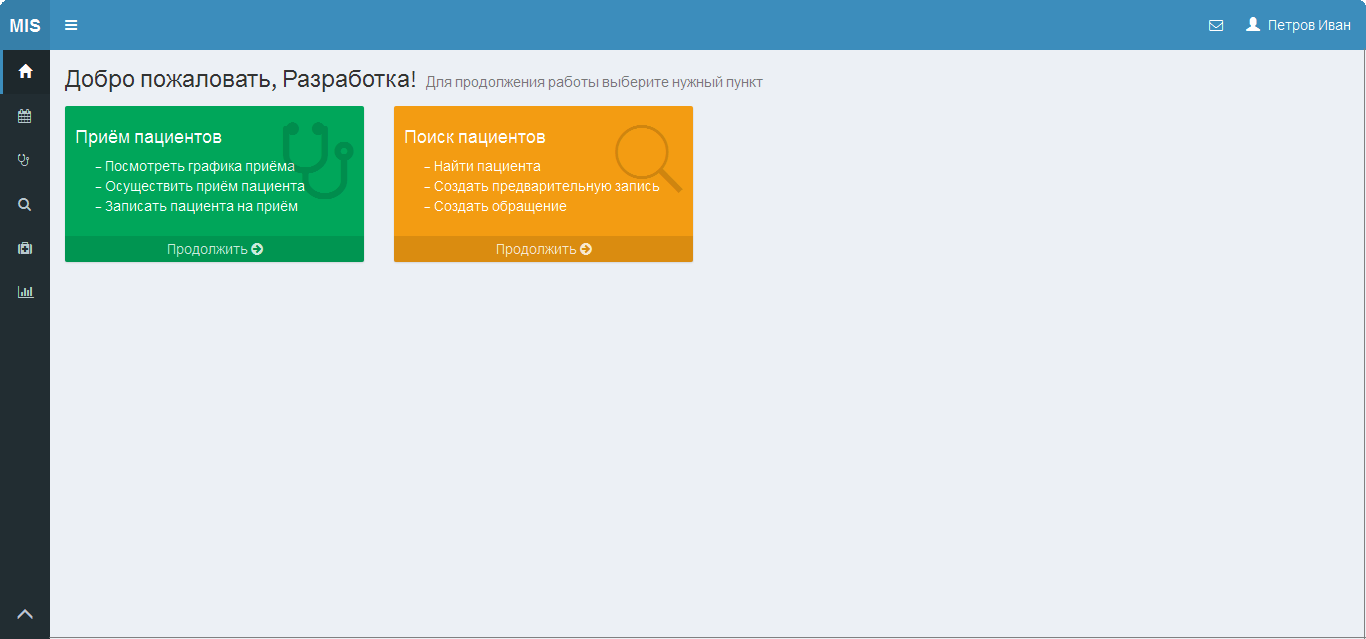 MIS
Петров Иван
Добро пожаловать, Разработка! Для продолжения работы выберите нужный пункт
Приём пациентов
– Посмотреть графика приёма
– Осуществить приём пациента
– Записать пациента на приём
Продолжить
Поиск пациентов
– Найти пациента
– Создать предварительную запись
– Создать обращение
Продолжить